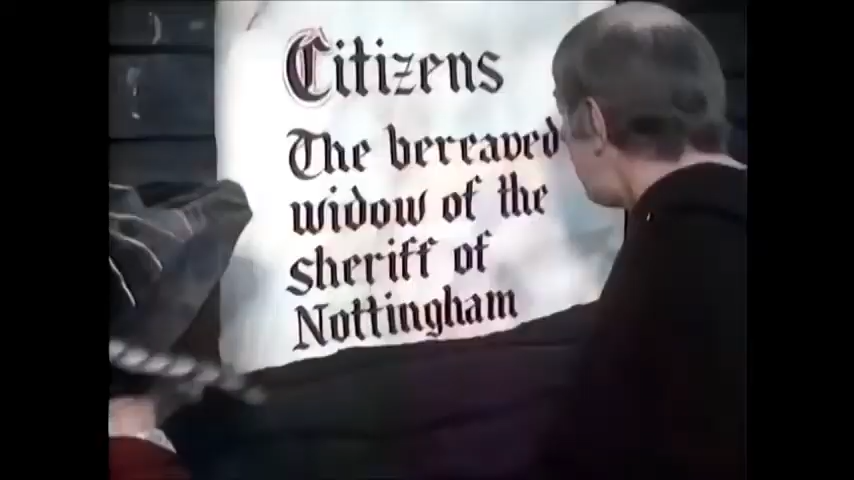 Citizens
The bereaved
widow of the
sheriff of
Nottingham